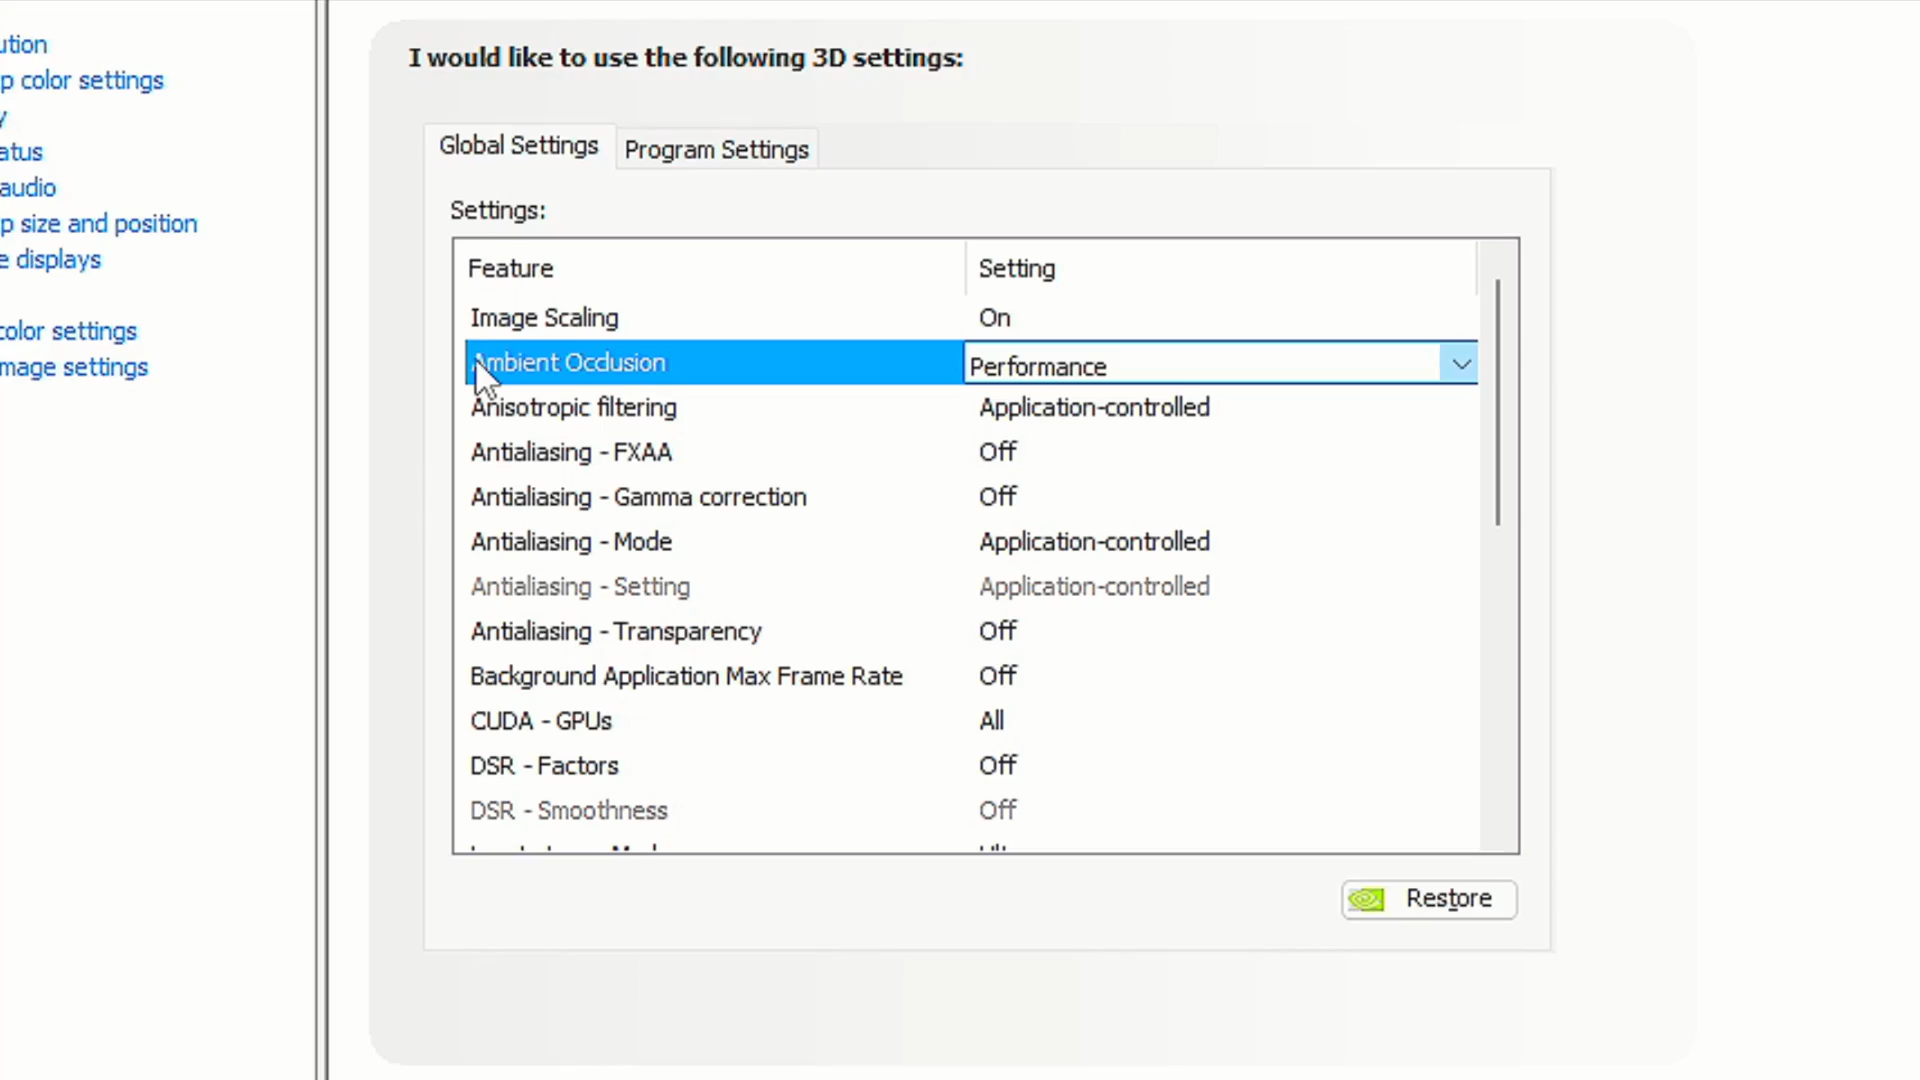 ution
p color settings
y
atus
audio
p size and position
e displays
color settings
mage settings
I would like to use the following 3D settings:
Global Settings
Program Settings
Settings:
Feature Setting
Image Scaling On
Ambient Occlusion Performance
Anisotropic filtering Application-controlled
Antialiasing - FXAA Off
Antialiasing - Gamma correction Off
Antialiasing - Mode Application-controlled
Antialiasing - Setting Application-controlled
Antialiasing - Transparency Off
Background Application Max Frame Rate Off
CUDA - GPUs All
DSR - Factors Off
DSR - Smoothness Off
Restore